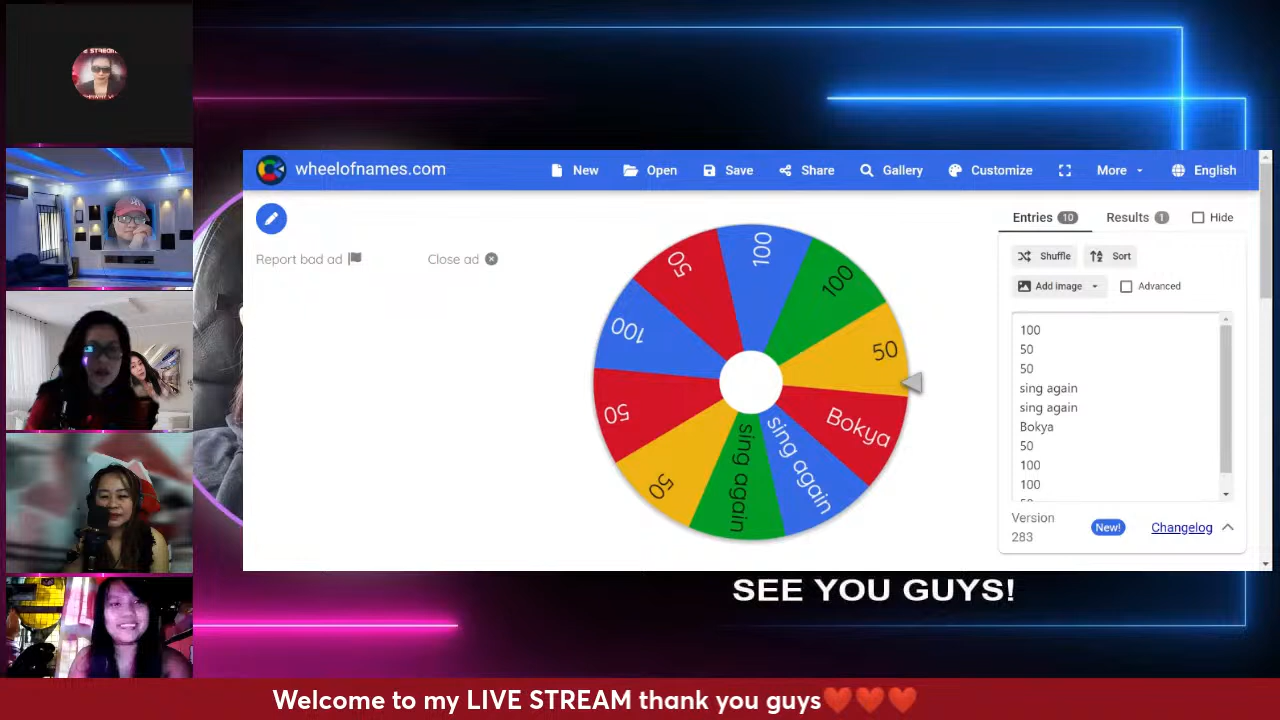 wheelofnames.com
New
Open
Save
Share
Gallery
Customize
More
English
Report bad ad
Close ad
100
100
50
Bokya
sing again
sing again
50
50
100
50
Entries 10
Results 1
Hide
Shuffle
Sort
Add image
Advanced
100
50
50
sing again
sing again
Bokya
50
100
100
Version
283
New!
Changelog
SEE YOU GUYS!
Welcome to my LIVE STREAM thank you guys❤❤❤